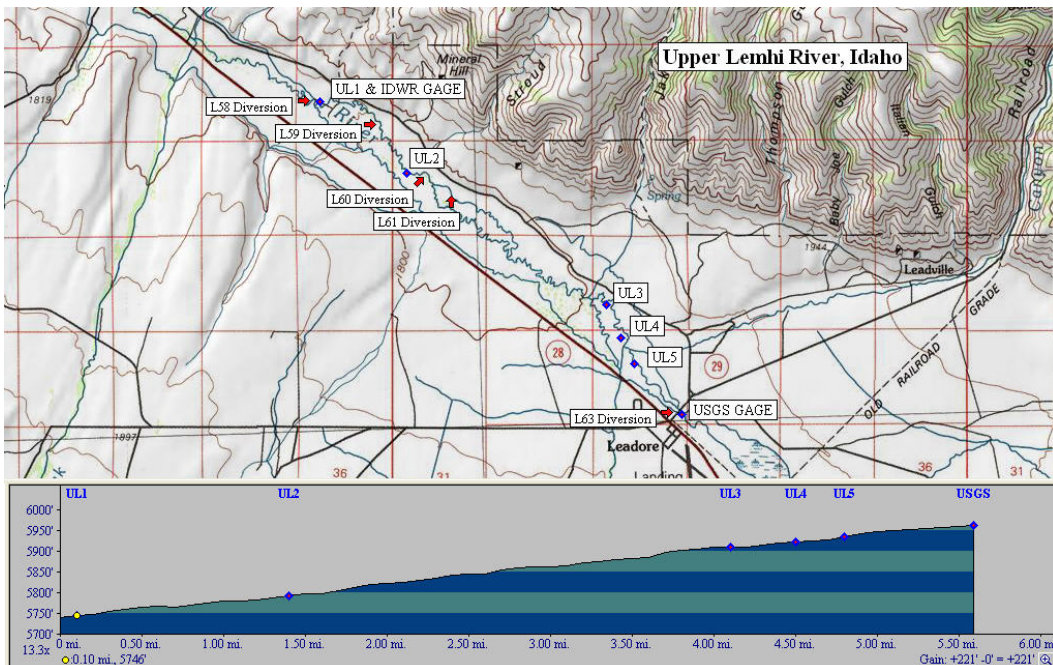 Upper Lemhi River, Idaho
Mineral
Hill
Stroud
Thompson
Gulch
Gulch
Baby Joe
Italian
Gulch
Railroad
Canyon
1819
L58 Diversion
UL1 & IDWR GAGE
L59 Diversion
UL2
L60 Diversion
L61 Diversion
Spring
1800
1944
Leadville
UL3
UL4
UL5
28
29
OLD RAILROAD GRADE
L63 Diversion
USGS GAGE
Leadore
Landing
1897
36
31
36
31
UL1 UL2 UL3 UL4 UL5 USGS
6000'
5950'
5900'
5850'
5800'
5750'
5700'
13.3x
0 mi. 0.50 mi. 1.00 mi. 1.50 mi. 2.00 mi. 2.50 mi. 3.00 mi. 3.50 mi. 4.00 mi. 4.50 mi. 5.00 mi. 5.50 mi. 6.00 mi
:0.10 mi., 5746'
Gain: +221' -0' = +221'